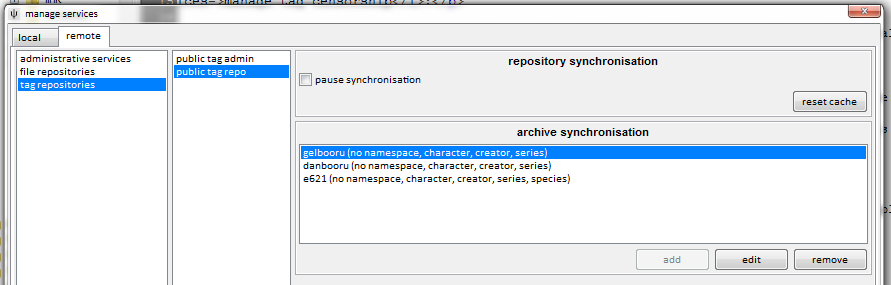 manage services
local
remote
administrative services
file repositories
tag repositories
public tag admin
public tag repo
repository synchronisation
pause synchronisation
reset cache
archive synchronisation
gelbooru (no namespace, character, creator, series)
danbooru (no namespace, character, creator, series)
e621 (no namespace, character, creator, series, species)
add
edit
remove